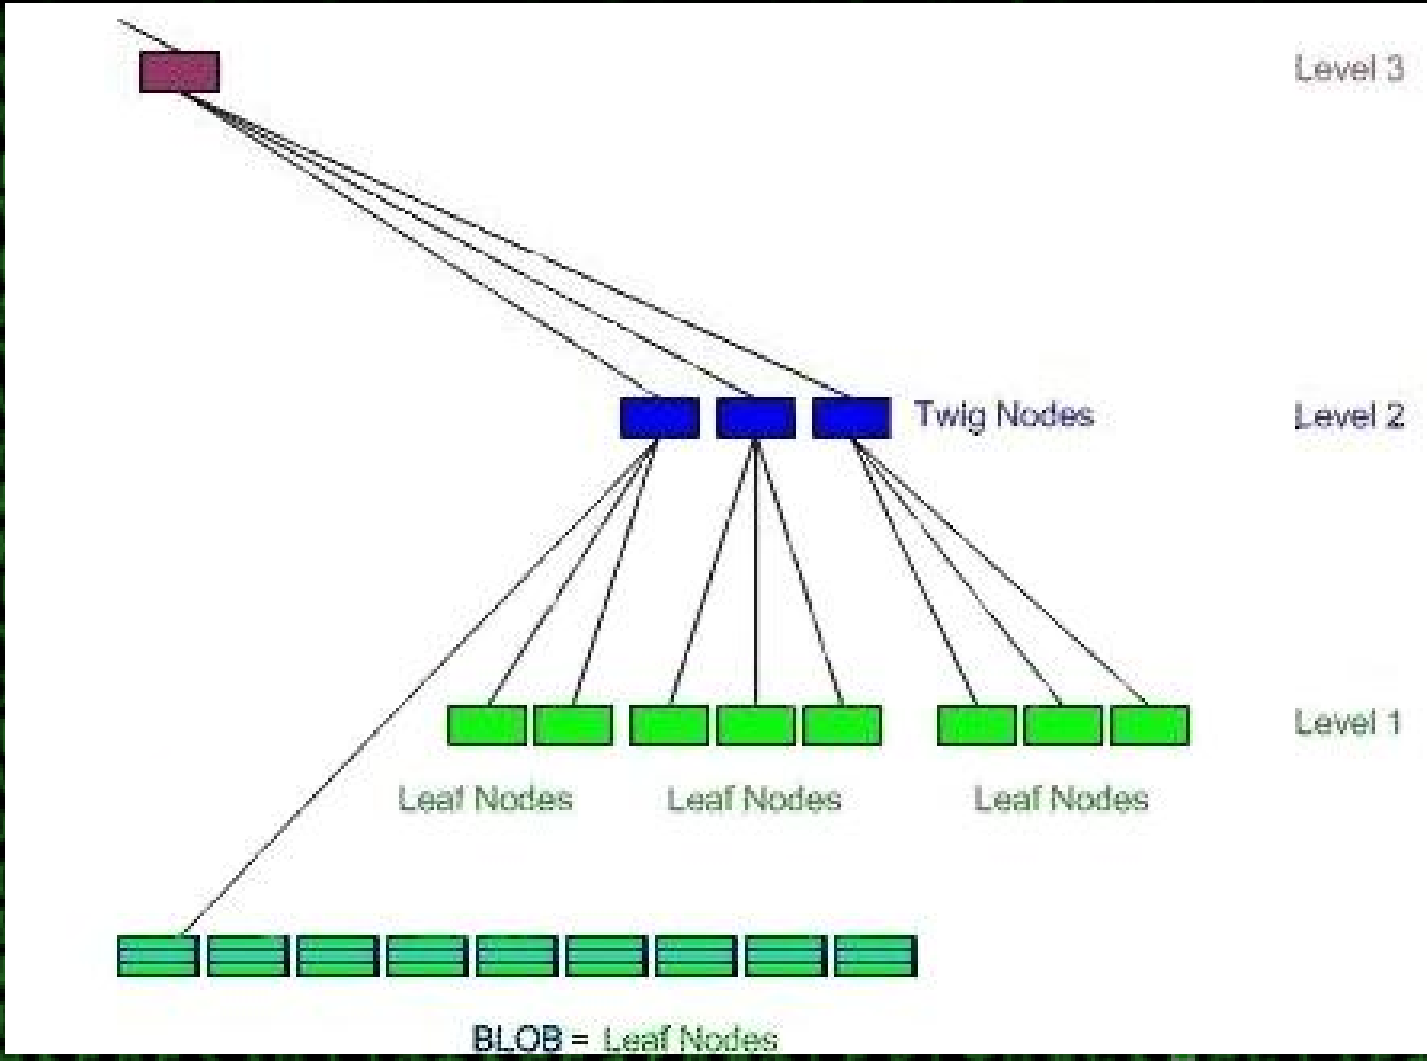 Level 3
Twig Nodes
Level 2
Level 1
Leaf Nodes
Leaf Nodes
Leaf Nodes
BLOB = Leaf Nodes